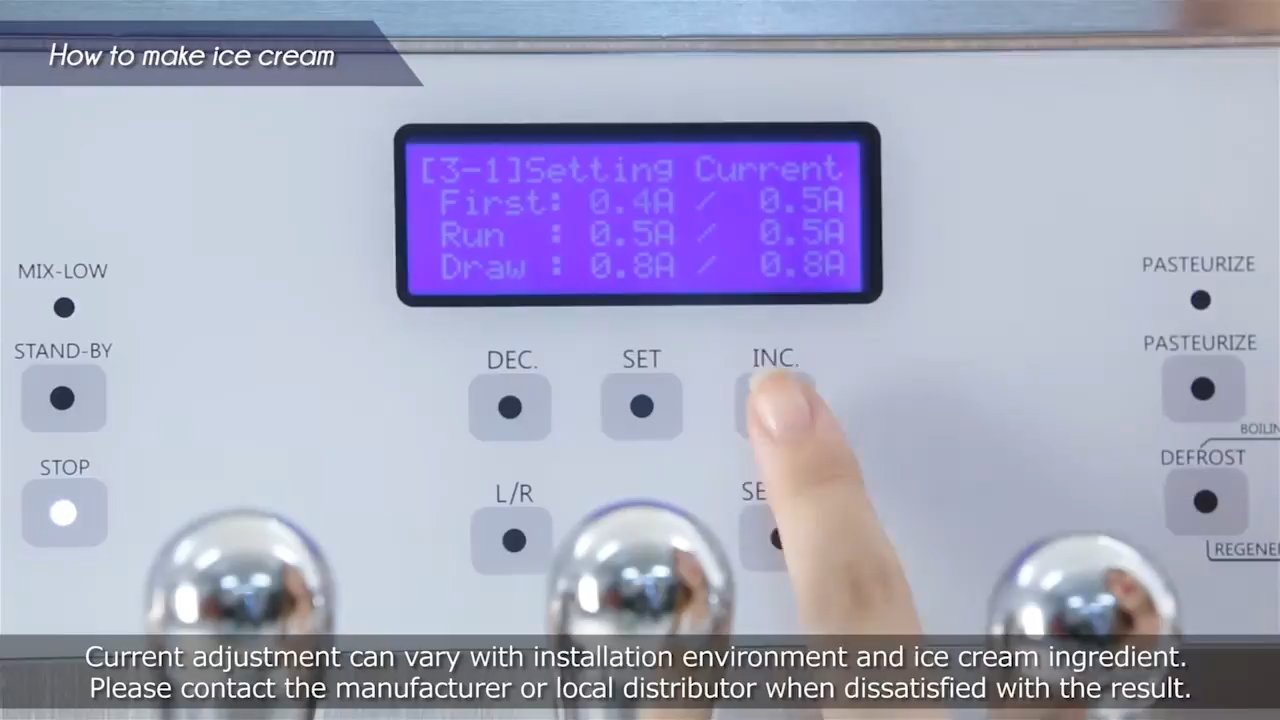 How to make ice cream
[3-1]Setting Current
First: 0.4A / 0.5A
Run : 0.5A / 0.5A
Draw : 0.8A / 0.8A
MIX-LOW
STAND-BY
STOP
DEC.
SET
INC.
L/R
PASTEURIZE
PASTEURIZE
DEFROST
Current adjustment can vary with installation environment and ice cream ingredient.
Please contact the manufacturer or local distributor when dissatisfied with the result.